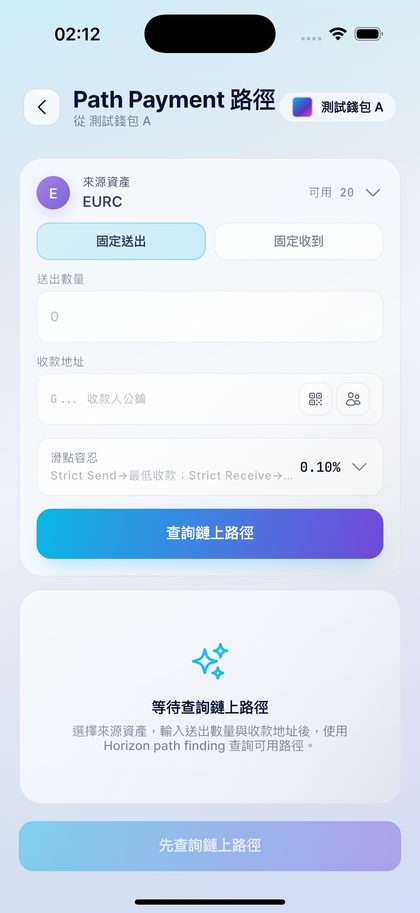 02:12
Path Payment 路徑
從 測試錢包 A
測試錢包 A
E
來源資產
EURC
可用 20
固定送出
固定收到
送出數量
0
收款地址
G... 收款人公鑰
滑點容忍
Strict Send→最低收款；Strict Receive→...
0.10%
查詢鏈上路徑
等待查詢鏈上路徑
選擇來源資產，輸入送出數量與收款地址後，使用
Horizon path finding 查詢可用路徑。
先查詢鏈上路徑